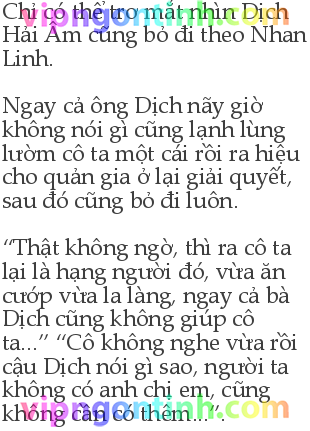 Chỉ có thể trơ mắt nhìn Dịch
vipngontinh.com
Hải Âm cũng bỏ đi theo Nhan
Linh.
Ngay cả ông Dịch nãy giờ
không nói gì cũng lạnh lùng
lườm cô ta một cái rồi ra hiệu
cho quản gia ở lại giải quyết,
sau đó cũng bỏ đi luôn.
“Thật không ngờ, thì ra cô ta
lại là hạng người đó, vừa ăn
cướp vừa la làng, ngay cả bà
Dịch cũng không giúp cô
ta...” “Cô không nghe vừa rồi
cậu Dịch nói gì sao, người ta
không có anh chị em, cũng
không cần có thêm...”.
vipngontinh.com